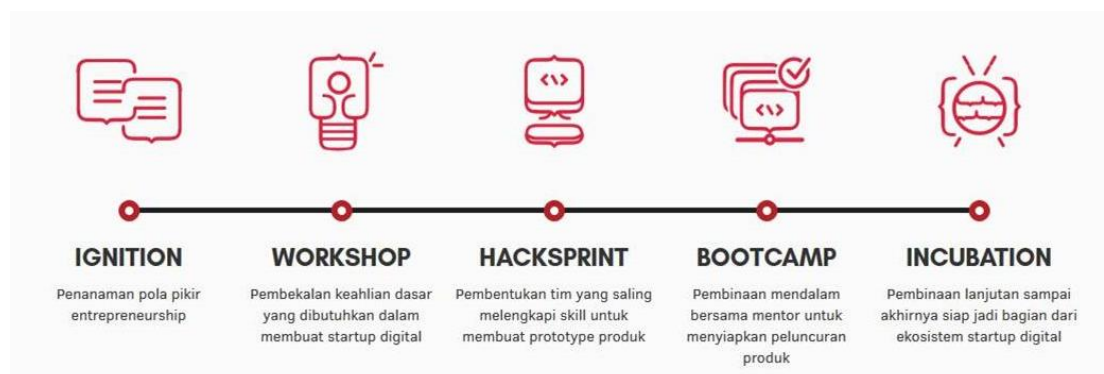 IGNITION
Penanaman pola pikir
entrepreneurship
WORKSHOP
Pembekalan keahlian dasar
yang dibutuhkan dalam
membuat startup digital
HACKSPRINT
Pembentukan tim yang saling
melengkapi skill untuk
membuat prototype produk
BOOTCAMP
Pembinaan mendalam
bersama mentor untuk
menyiapkan peluncuran
produk
INCUBATION
Pembinaan lanjutan sampai
akhirnya siap jadi bagian dari
ekosistem startup digital